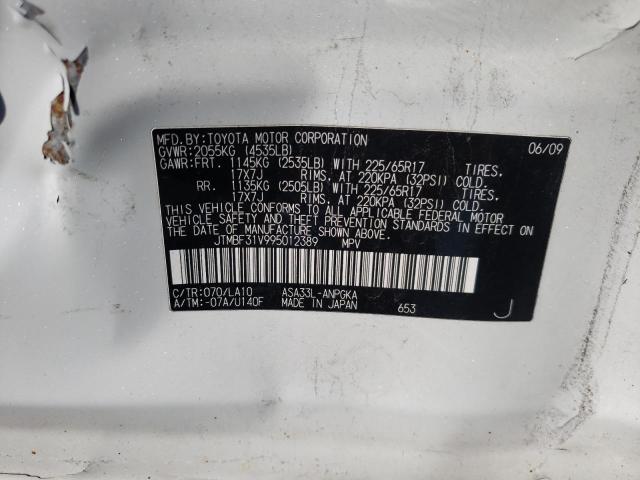 MFD. BY: TOYOTA MOTOR CORPORATION 06/09
GVWR: 2055KG (4535LB)
GAWR: FRT. 1145KG (2535LB) WITH 225/65R17 TIRES,
17X7J RIMS, AT 220KPA (32PSI) COLD.
RR. 1135KG (2505LB) WITH 225/65R17 TIRES,
17X7J RIMS, AT 220KPA (32PSI) COLD.
THIS VEHICLE CONFORMS TO ALL APPLICABLE FEDERAL MOTOR
VEHICLE SAFETY AND THEFT PREVENTION STANDARDS IN EFFECT ON
THE DATE OF MANUFACTURE SHOWN ABOVE.
JTMBF31V995012389 MPV
C/TR: 070/LA10 ASA33L-ANPGKA
A/TM: -07A/U140F MADE IN JAPAN 653 J